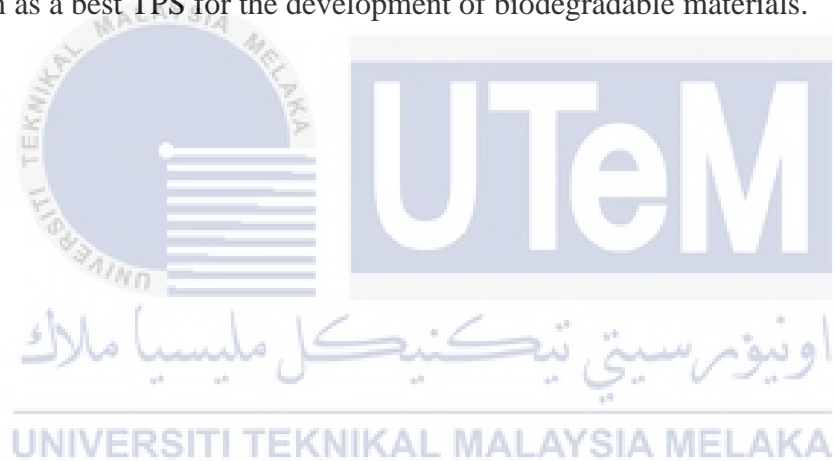 as a best TPS for the development of biodegradable materials.
UNIVERSITI TEKNIKAL MALAYSIA MELAKA
UTeM
اونيۏرسيتي تيكنيكل مليسيا ملاك
UNIVERSITI TEKNIKAL MALAYSIA MELAKA